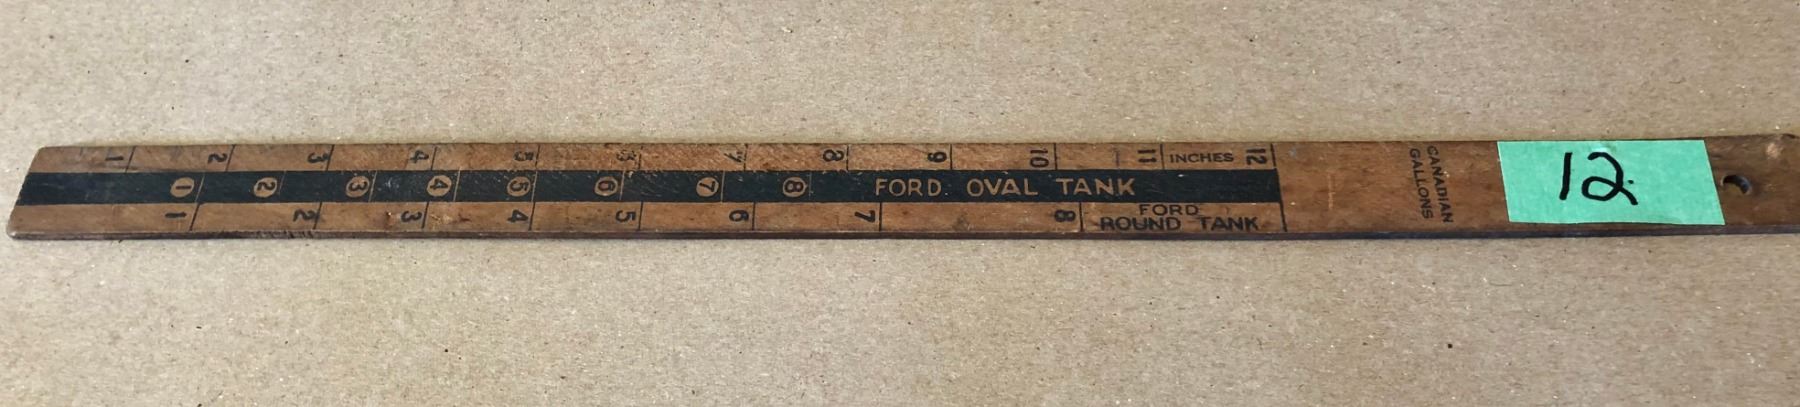 1 2 3 4 5 6 7 8 9 10 11 INCHES 12
1 2 3 4 5 6 7 8 FORD OVAL TANK
1 2 3 4 5 6 7 8 FORD
ROUND TANK
CANADIAN
GALLONS
12